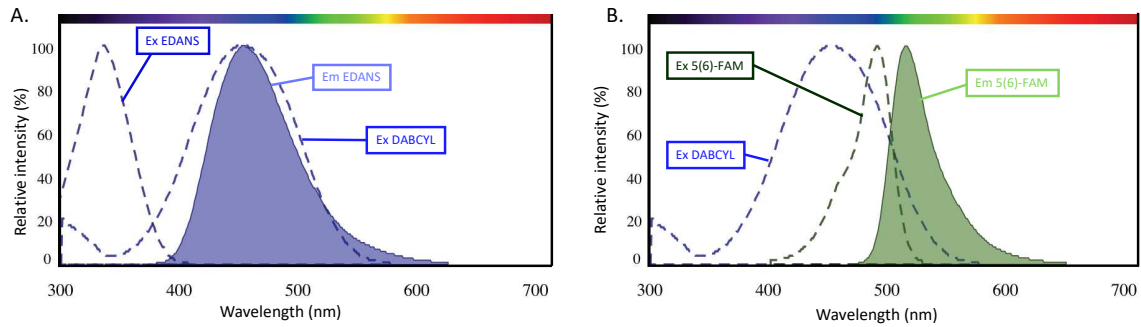 A.
Ex EDANS
Em EDANS
Ex DABCYL
Relative intensity (%)
100
80
60
40
20
0
300 400 500 600 700
Wavelength (nm)
B.
Ex 5(6)-FAM
Em 5(6)-FAM
Ex DABCYL
Relative intensity (%)
100
80
60
40
20
0
300 400 500 600 700
Wavelength (nm)